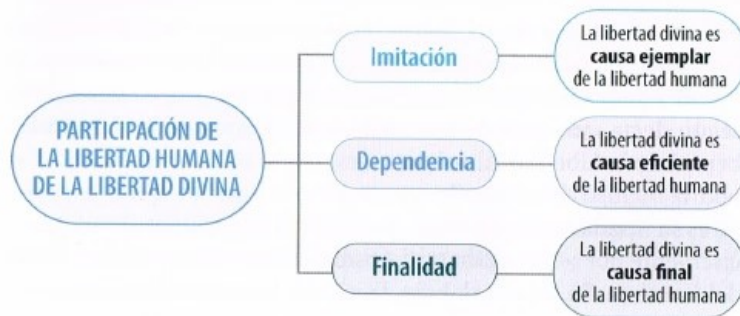 PARTICIPACIÓN DE
LA LIBERTAD HUMANA
DE LA LIBERTAD DIVINA
Imitación
La libertad divina es
causa ejemplar
de la libertad humana
Dependencia
La libertad divina es
causa eficiente
de la libertad humana
Finalidad
La libertad divina es
causa final
de la libertad humana